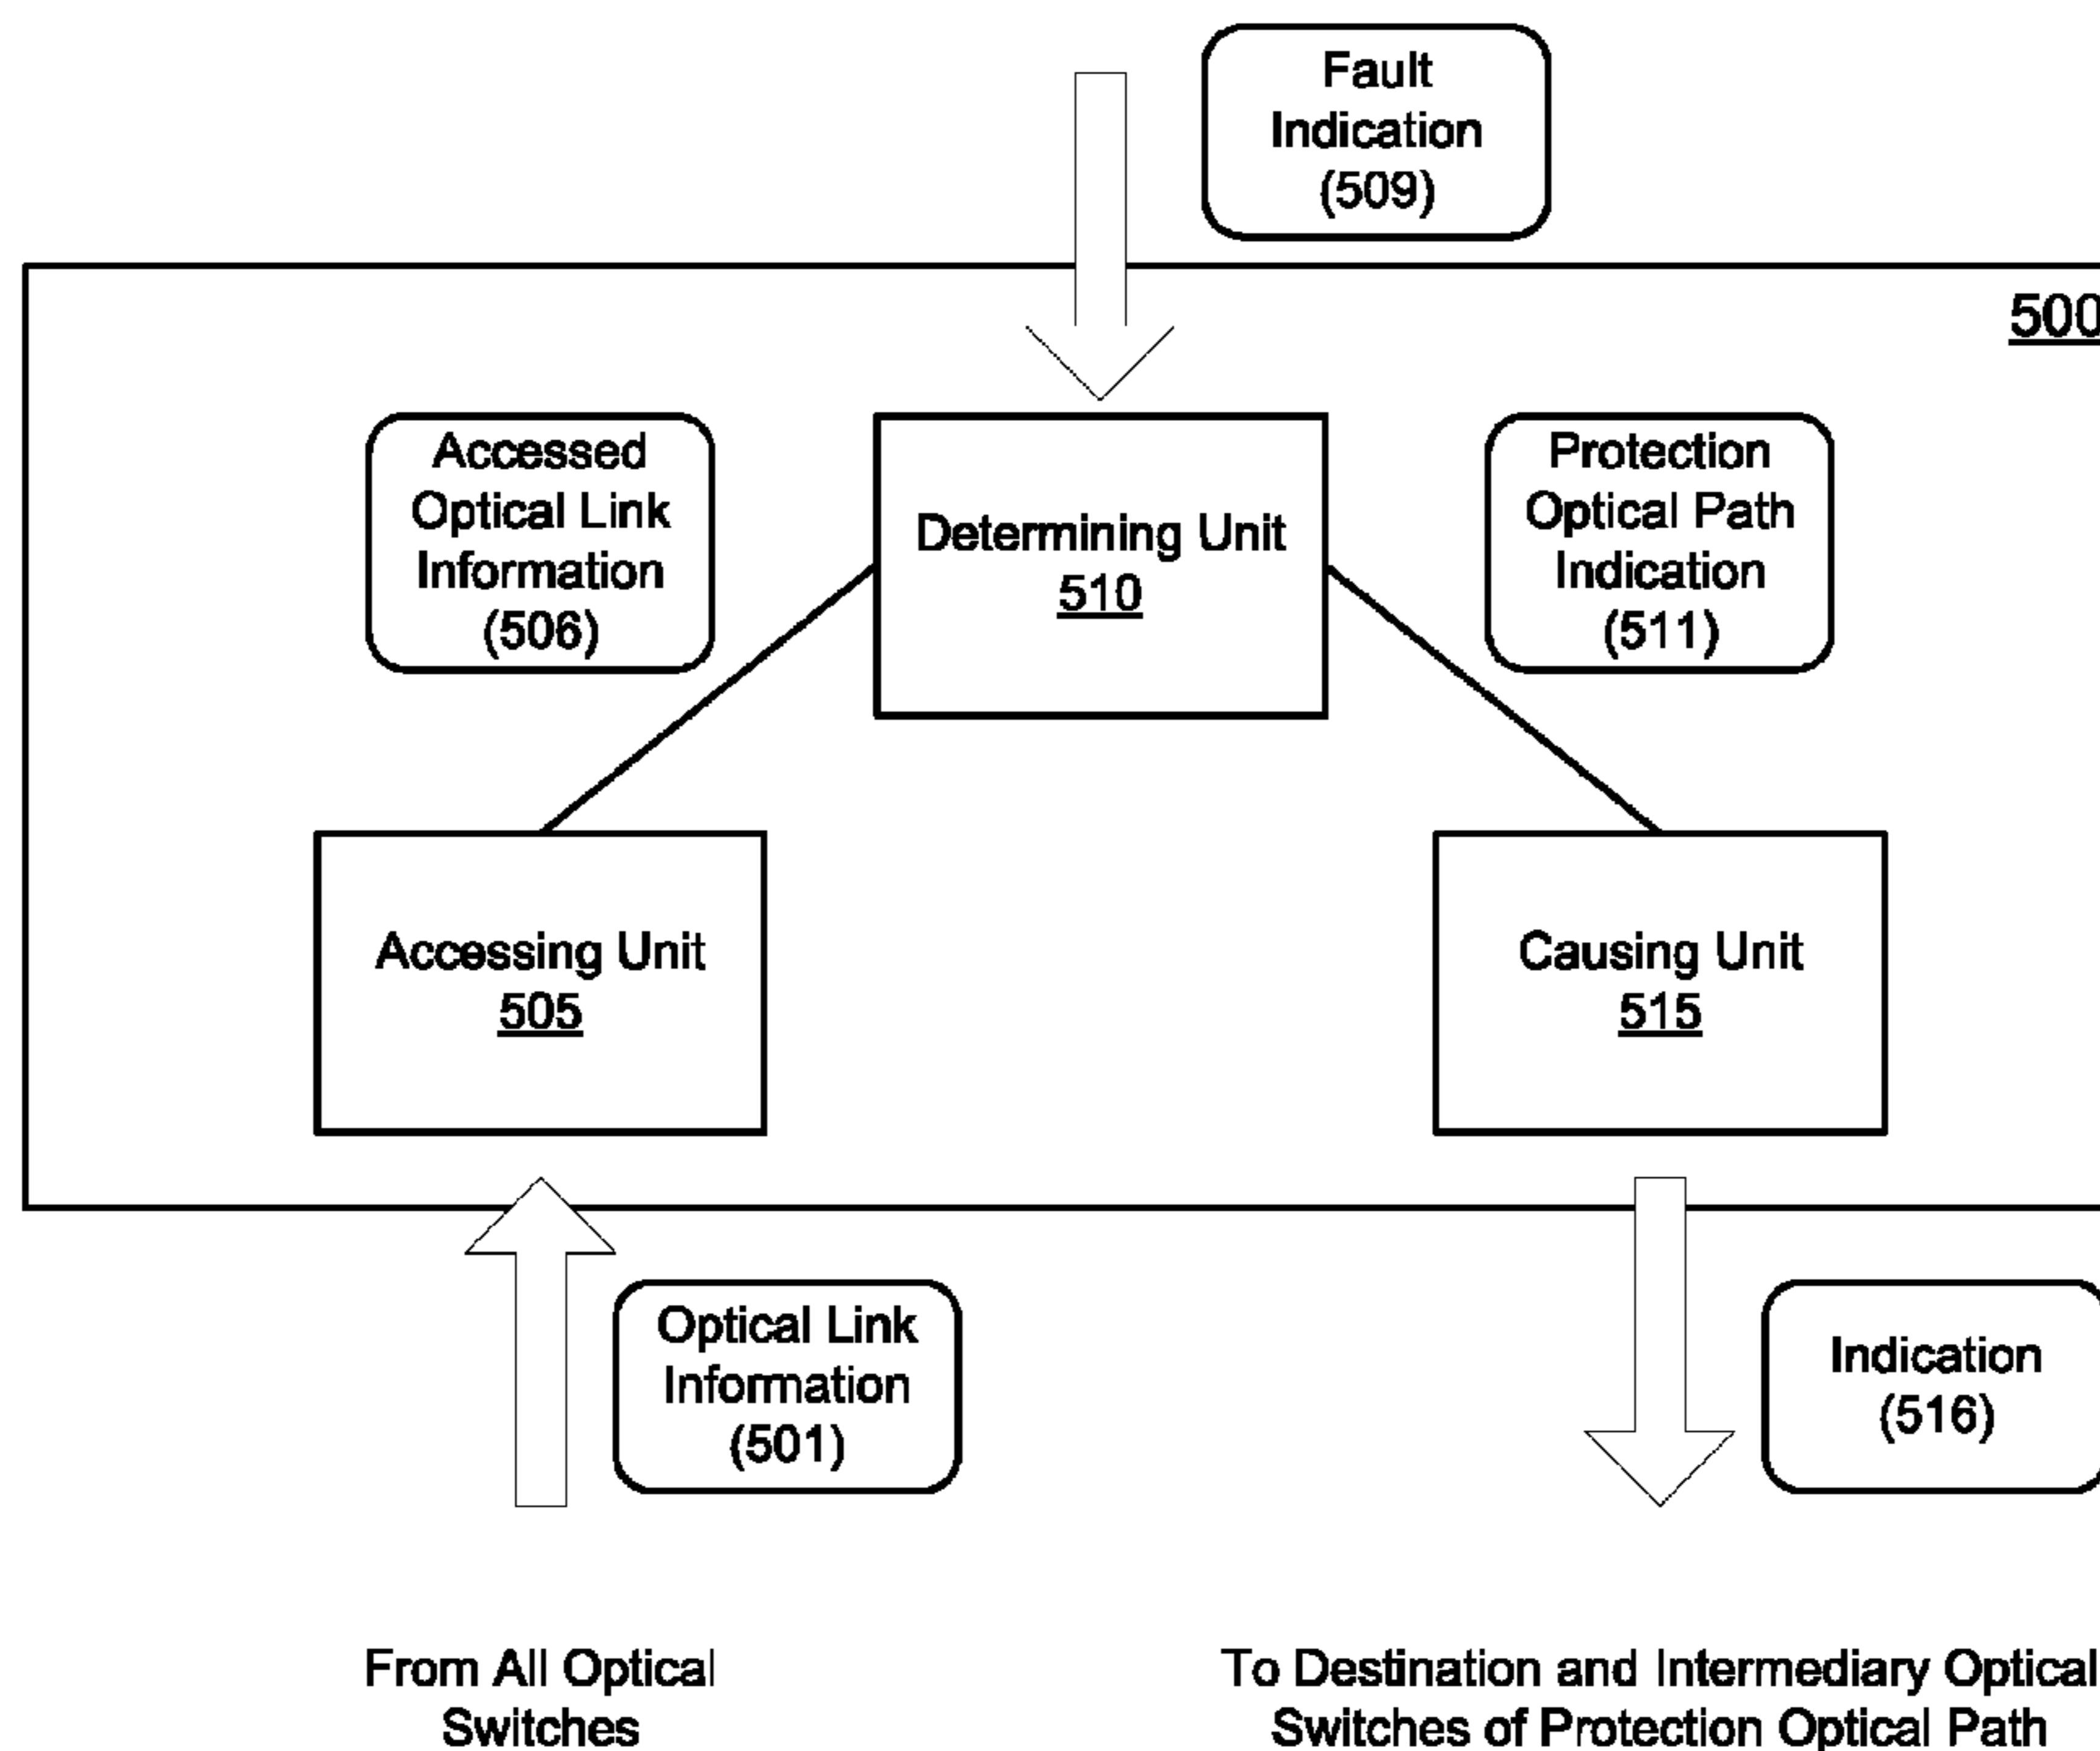 Fault
Indication
(509)
500
Accessed
Optical Link
Information
(506)
Determining Unit
510
Protection
Optical Path
Indication
(511)
Accessing Unit
505
Causing Unit
515
Optical Link
Information
(501)
Indication
(516)
From All Optical
Switches
To Destination and Intermediary Optical
Switches of Protection Optical Path